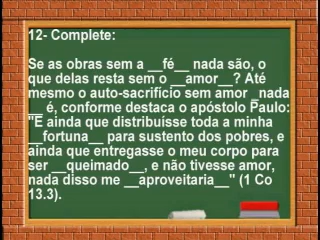 12- Complete:
Se as obras sem a __fé__ nada são, o
que delas resta sem o __amor__? Até
mesmo o auto-sacrifício sem amor _nada
__ é, conforme destaca o apóstolo Paulo:
"E ainda que distribuísse toda a minha
__fortuna__ para sustento dos pobres, e
ainda que entregasse o meu corpo para
ser __queimado__, e não tivesse amor,
nada disso me __aproveitaria__" (1 Co
13.3).